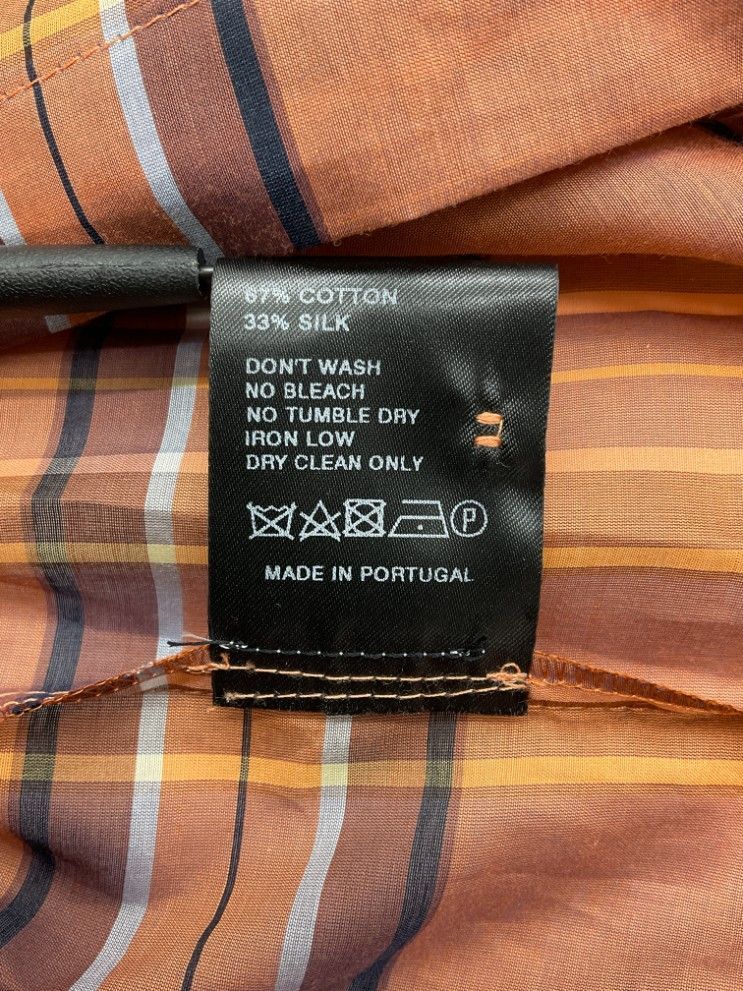 67% COTTON
33% SILK
DON'T WASH
NO BLEACH
NO TUMBLE DRY
IRON LOW
DRY CLEAN ONLY
P
MADE IN PORTUGAL